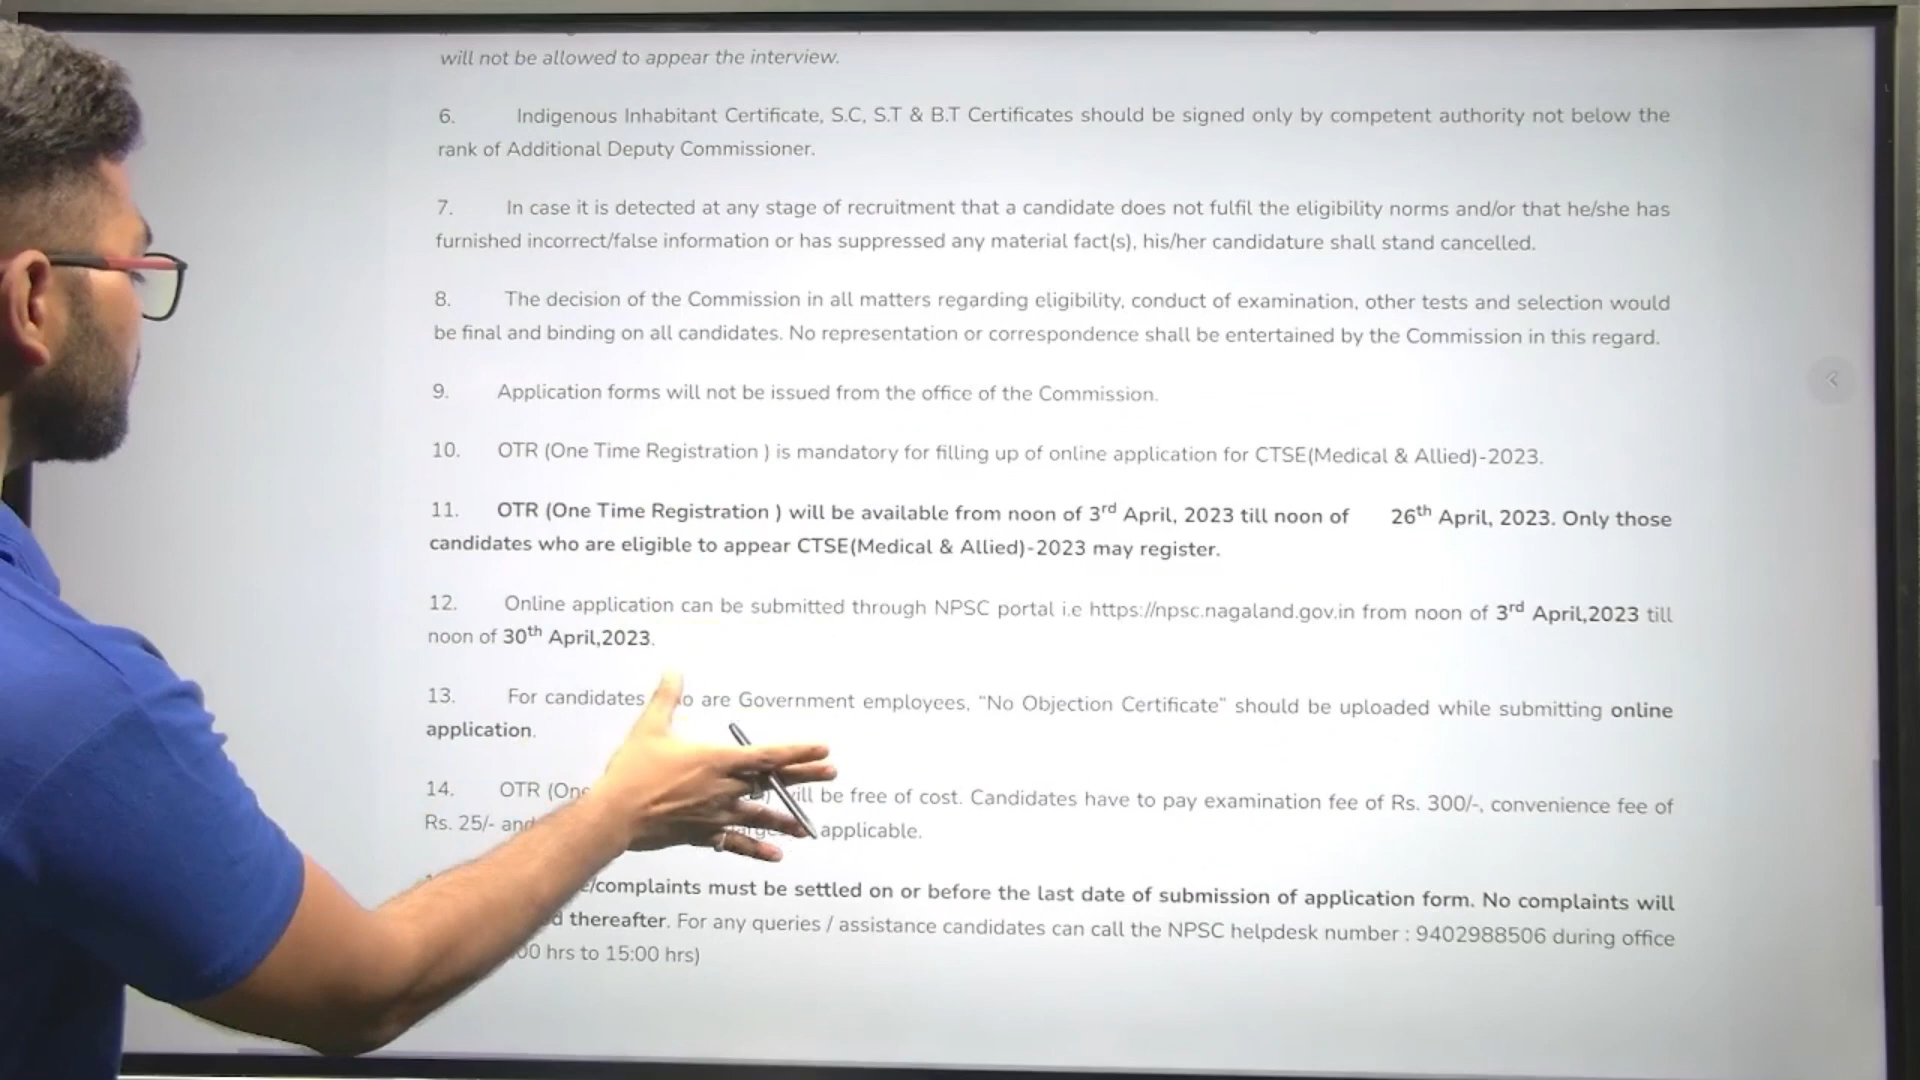 will not be allowed to appear the interview.
6. Indigenous Inhabitant Certificate, S.C, S.T & B.T Certificates should be signed only by competent authority not below the
rank of Additional Deputy Commissioner.
7. In case it is detected at any stage of recruitment that a candidate does not fulfil the eligibility norms and/or that he/she has
furnished incorrect/false information or has suppressed any material fact(s), his/her candidature shall stand cancelled.
8. The decision of the Commission in all matters regarding eligibility, conduct of examination, other tests and selection would
be final and binding on all candidates. No representation or correspondence shall be entertained by the Commission in this regard.
9. Application forms will not be issued from the office of the Commission.
10. OTR (One Time Registration ) is mandatory for filling up of online application for CTSE(Medical & Allied)-2023.
11. OTR (One Time Registration ) will be available from noon of 3rd April, 2023 till noon of 26th April, 2023. Only those
candidates who are eligible to appear CTSE(Medical & Allied)-2023 may register.
12. Online application can be submitted through NPSC portal i.e https://npsc.nagaland.gov.in from noon of 3rd April,2023 till
noon of 30th April,2023.
13. For candidates are Government employees, "No Objection Certificate" should be uploaded while submitting online
application.
14. OTR (One will be free of cost. Candidates have to pay examination fee of Rs. 300/-, convenience fee of
Rs. 25/- and applicable.
/complaints must be settled on or before the last date of submission of application form. No complaints will
thereafter. For any queries / assistance candidates can call the NPSC helpdesk number : 9402988506 during office
00 hrs to 15:00 hrs)